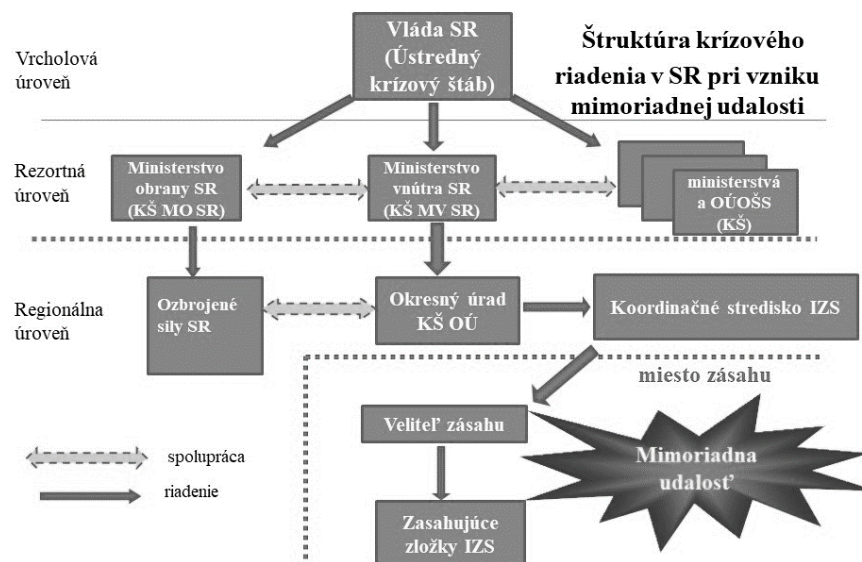 Štruktúra krízového
riadenia v SR pri vzniku
mimoriadnej udalosti
Vrcholová
úroveň
Vláda SR
(Ústredný
krízový štáb)
Rezortná
úroveň
Ministerstvo
obrany SR
(KŠ MO SR)
Ministerstvo
vnútra SR
(KŠ MV SR)
ministerstvá
a OÚOŠS
(KŠ)
Regionálna
úroveň
Ozbrojené
sily SR
Okresný úrad
KŠ OÚ
Koordinačné stredisko IZS
miesto zásahu
Veliteľ zásahu
Mimoriadna
udalosť
Zasahujúce
zložky IZS
spolupráca
riadenie